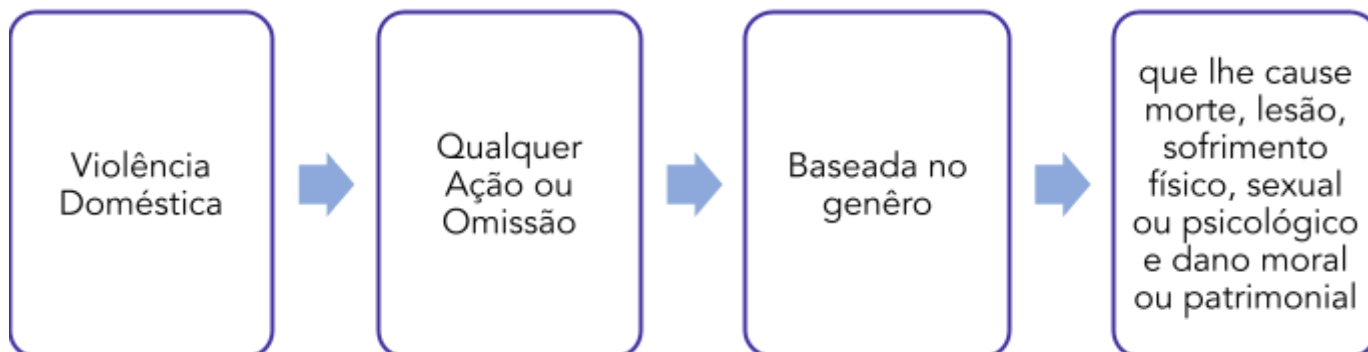 Violência
Doméstica
Qualquer
Ação ou
Omissão
Baseada no
genêro
que lhe cause
morte, lesão,
sofrimento
físico, sexual
ou psicológico
e dano moral
ou patrimonial